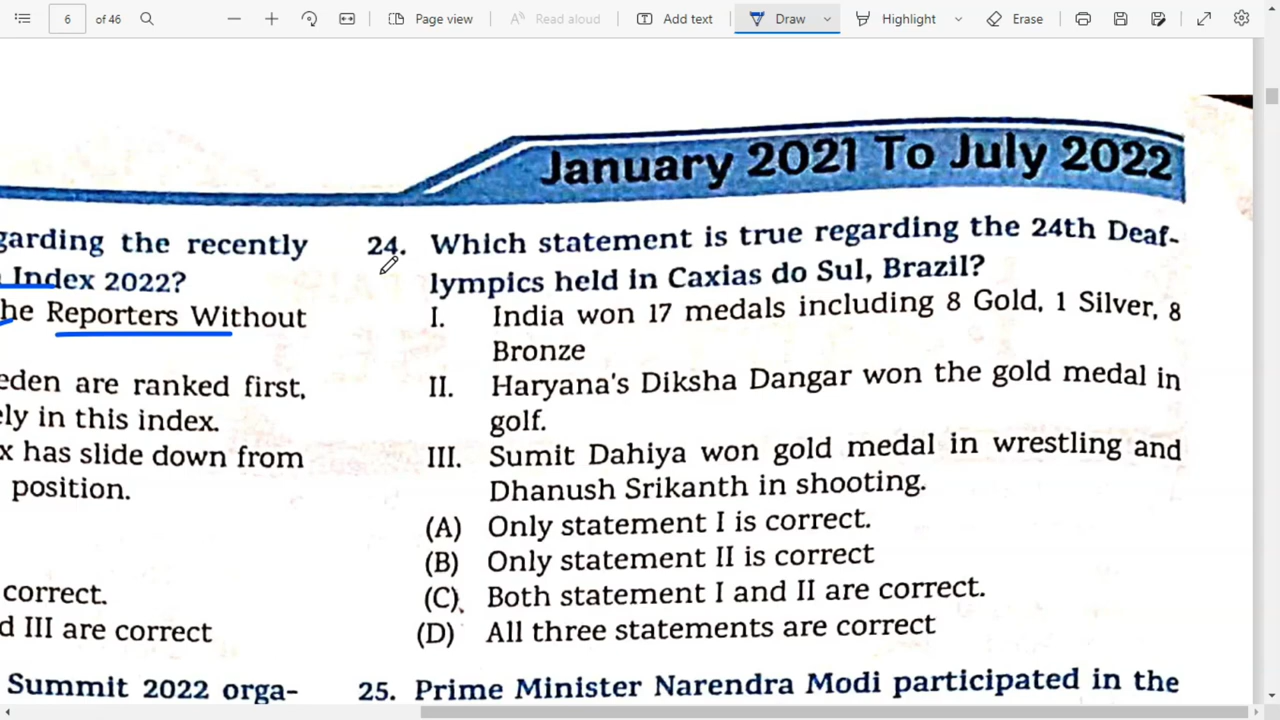 6 of 46 Page view Read aloud Add text Draw Highlight Erase
January 2021 To July 2022
garding the recently
Index 2022?
he Reporters Without
eden are ranked first,
ely in this index.
x has slide down from
position.
correct.
d III are correct
Summit 2022 orga-
24. Which statement is true regarding the 24th Deaf-
lympics held in Caxias do Sul, Brazil?
I. India won 17 medals including 8 Gold, 1 Silver, 8
Bronze
II. Haryana's Diksha Dangar won the gold medal in
golf.
III. Sumit Dahiya won gold medal in wrestling and
Dhanush Srikanth in shooting.
(A) Only statement I is correct.
(B) Only statement II is correct
(C) Both statement I and II are correct.
(D) All three statements are correct
25. Prime Minister Narendra Modi participated in the